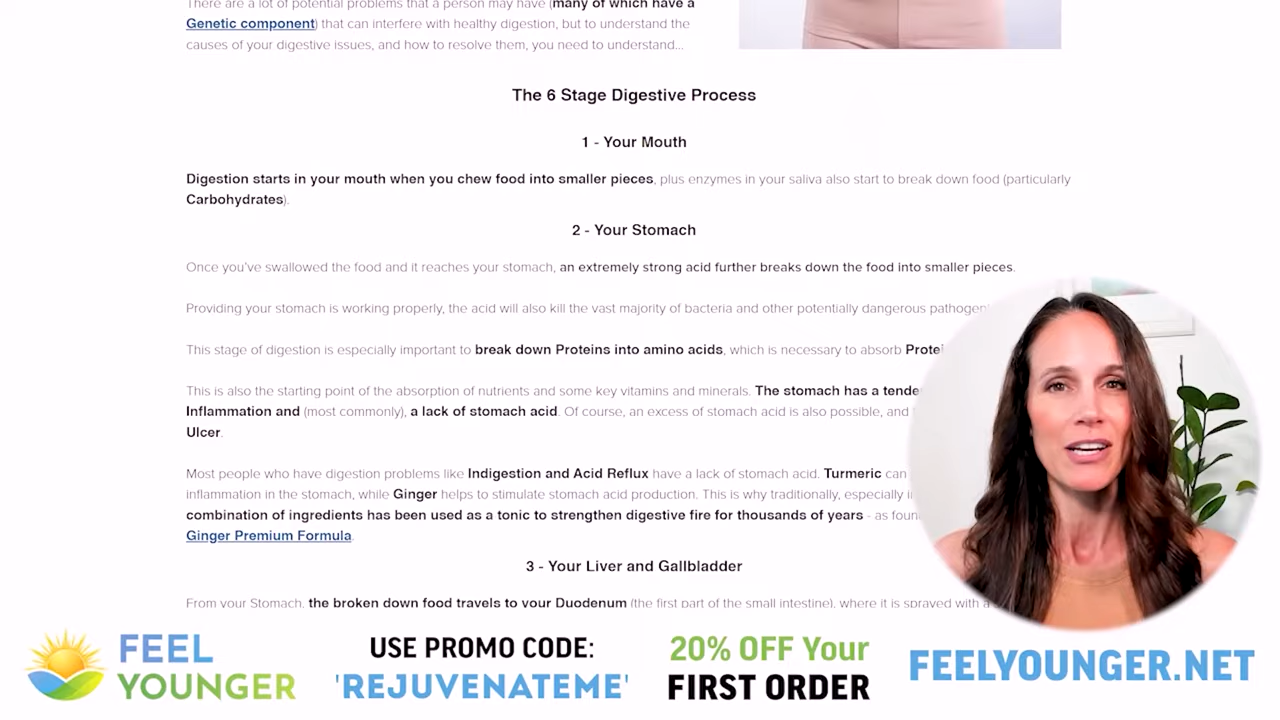 There are a lot of potential problems that a person may have (many of which have a
Genetic component) that can interfere with healthy digestion, but to understand the
causes of your digestive issues, and how to resolve them, you need to understand...
The 6 Stage Digestive Process
1 - Your Mouth
Digestion starts in your mouth when you chew food into smaller pieces, plus enzymes in your saliva also start to break down food (particularly
Carbohydrates).
2 - Your Stomach
Once you've swallowed the food and it reaches your stomach, an extremely strong acid further breaks down the food into smaller pieces.
Providing your stomach is working properly, the acid will also kill the vast majority of bacteria and other potentially dangerous
This stage of digestion is especially important to break down Proteins into amino acids, which is necessary to absorb
This is also the starting point of the absorption of nutrients and some key vitamins and minerals. The stomach has a
Inflammation and (most commonly), a lack of stomach acid. Of course, an excess of stomach acid is also possible, and
Ulcer.
Most people who have digestion problems like Indigestion and Acid Reflux have a lack of stomach acid. Turmeric can
inflammation in the stomach, while Ginger helps to stimulate stomach acid production. This is why traditionally, especially
combination of ingredients has been used as a tonic to strengthen digestive fire for thousands of years - as
Ginger Premium Formula.
3 - Your Liver and Gallbladder
From your Stomach, the broken down food travels to your Duodenum (the first part of the small intestine), where it is sprayed with a
FEEL
YOUNGER
USE PROMO CODE:
'REJUVENATEME'
20% OFF Your
FIRST ORDER
FEELYOUNGER.NET